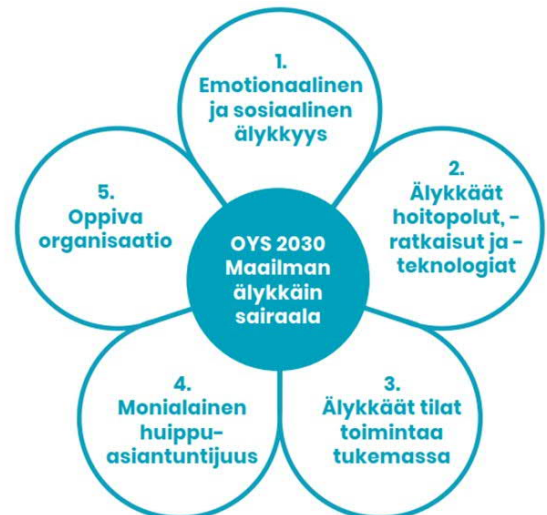 1.
Emotionaalinen
ja sosiaalinen
älykkyys
2.
Älykkäät
hoitopolut, -
ratkaisut ja -
teknologiat
3.
Älykkäät tilat
toimintaa
tukemassa
4.
Monialainen
huippu-
asiantuntijuus
5.
Oppiva
organisaatio
OYS 2030
Maailman
älykkäin
sairaala